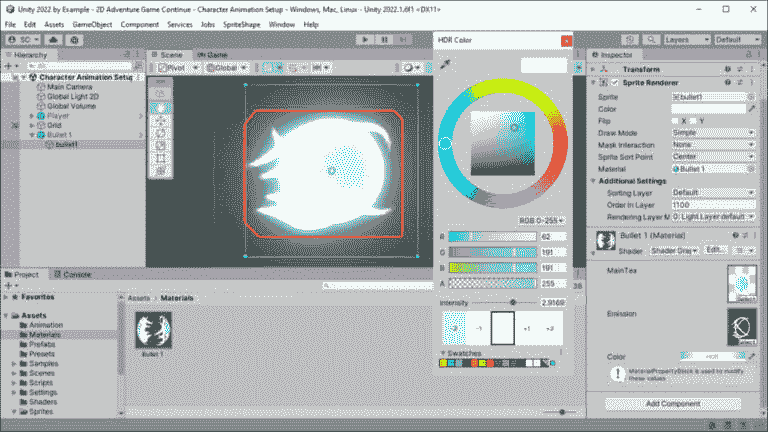 Unity 2022 by Example - 2D Adventure Game Continue - Character Animation Setup - Windows, Mac, Linux - Unity 2022.1.6f1 <DX11>
File Edit Assets GameObject Component Services Jobs SpriteShape Window Help
Layers Default
Hierarchy
Character Animation Setup
Main Camera
Global Light 2D
Global Volume
Player
Grid
Bullet 1
bullet1
Scene Game
Pivot Global
HDR Color
RGB 0-255
R 62
G 191
B 191
A 255
Intensity 2.9169
-2 -1 +1 +2
Swatches
Inspector
Transform
Sprite Renderer
Sprite bullet1
Color
Flip X Y
Draw Mode Simple
Mask Interaction None
Sprite Sort Point Center
Material Bullet 1
Additional Settings
Sorting Layer Default
Order in Layer 1100
Rendering Layer M 0: Light Layer default
Bullet 1 (Material)
Shader Shader Grap Edit...
MainTex
Select
Emission
Select
Color HDR
MaterialPropertyBlock is used to modify
these values
Add Component
Project Console
Favorites
Assets
Animation
Materials
Prefabs
Presets
Samples
Scenes
Scripts
Settings
Shaders
Sprites
Assets > Materials
Bullet 1
36